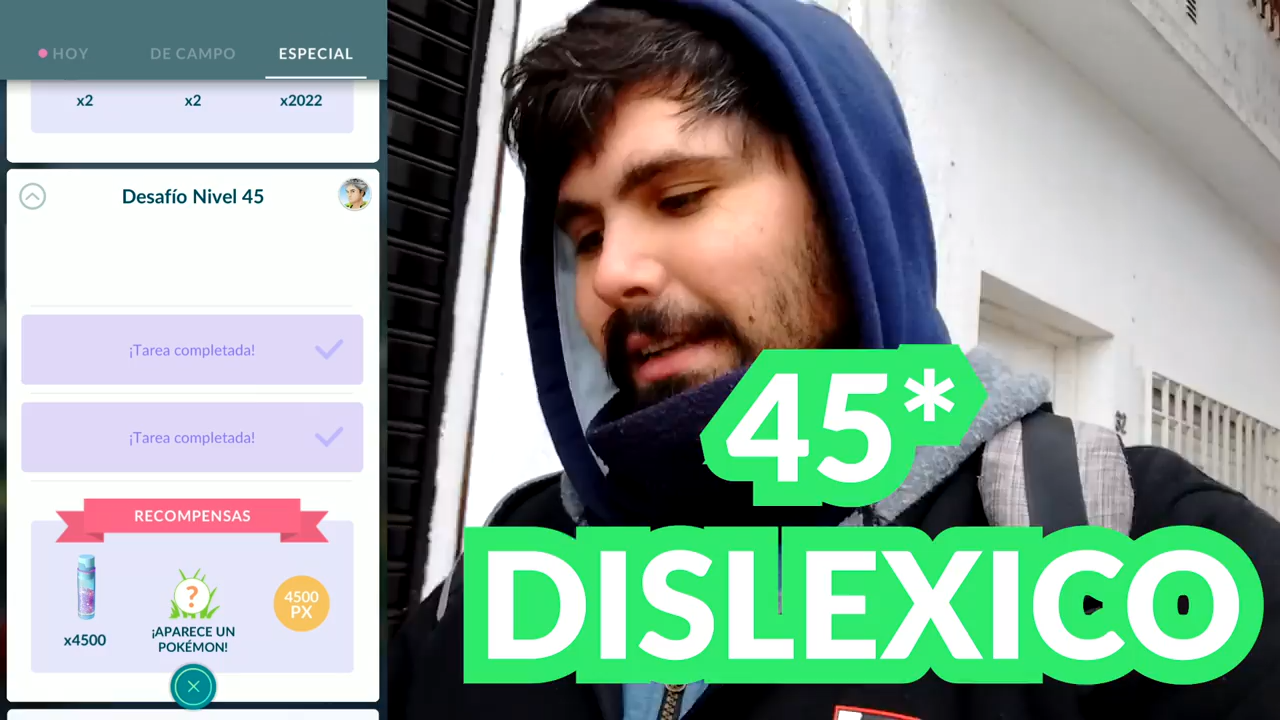 HOY DE CAMPO ESPECIAL
x2 x2 x2022
Desafío Nivel 45
¡Tarea completada!
¡Tarea completada!
RECOMPENSAS
4500
PX
x4500
¡APARECE UN
POKÉMON!
45*
DISLEXICO